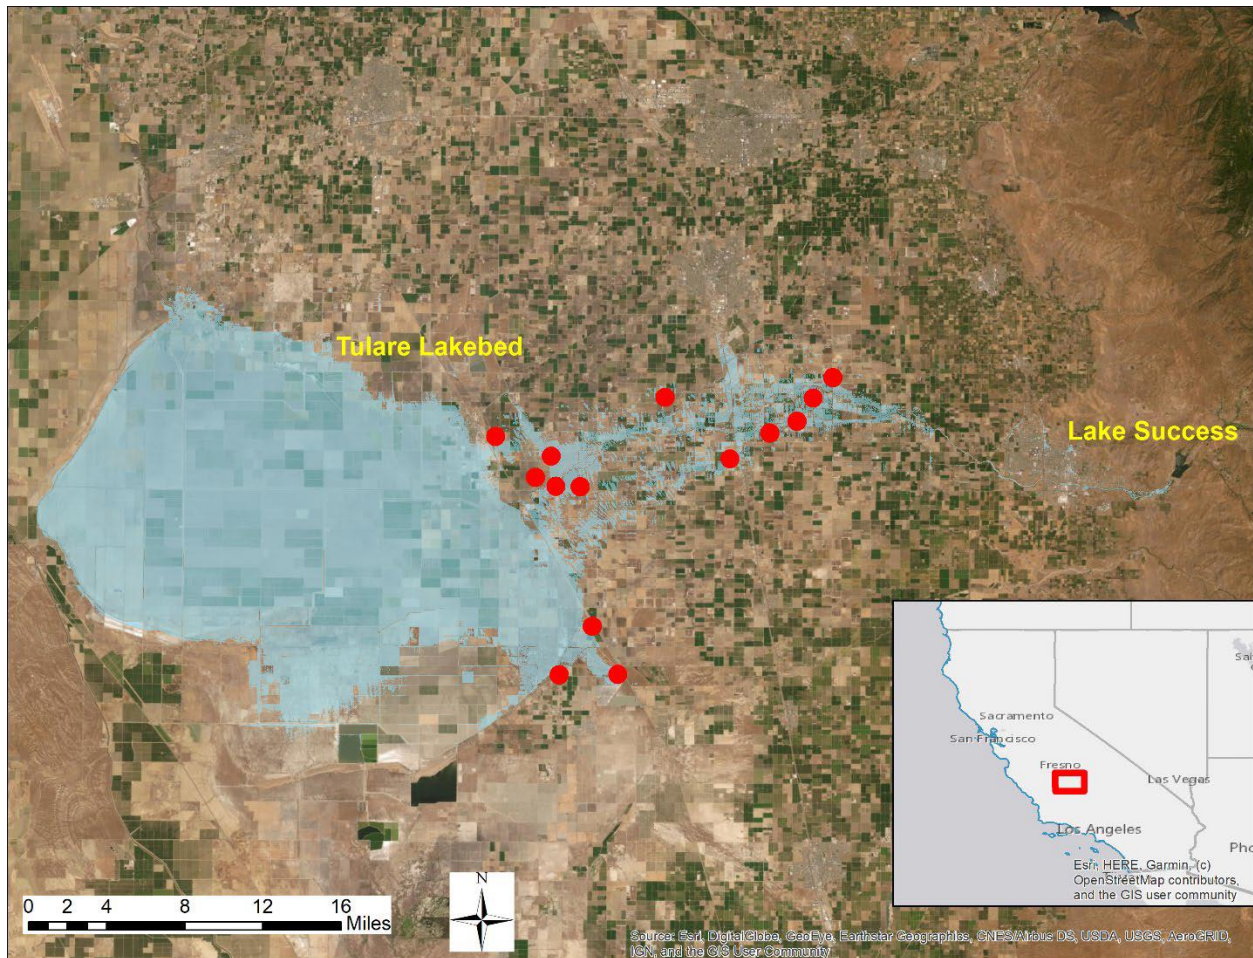 Tulare Lakebed
Lake Success
Sacramento
San Francisco
Fresno
Las Vegas
Los Angeles
Esri, HERE, Garmin, (c)
OpenStreetMap contributors,
and the GIS user community
0 2 4 8 12 16
Miles
N
Source: Esri, DigitalGlobe, GeoEye, Earthstar Geographics, CNES/Airbus DS, USDA, USGS, AeroGRID,
IGN, and the GIS User Community